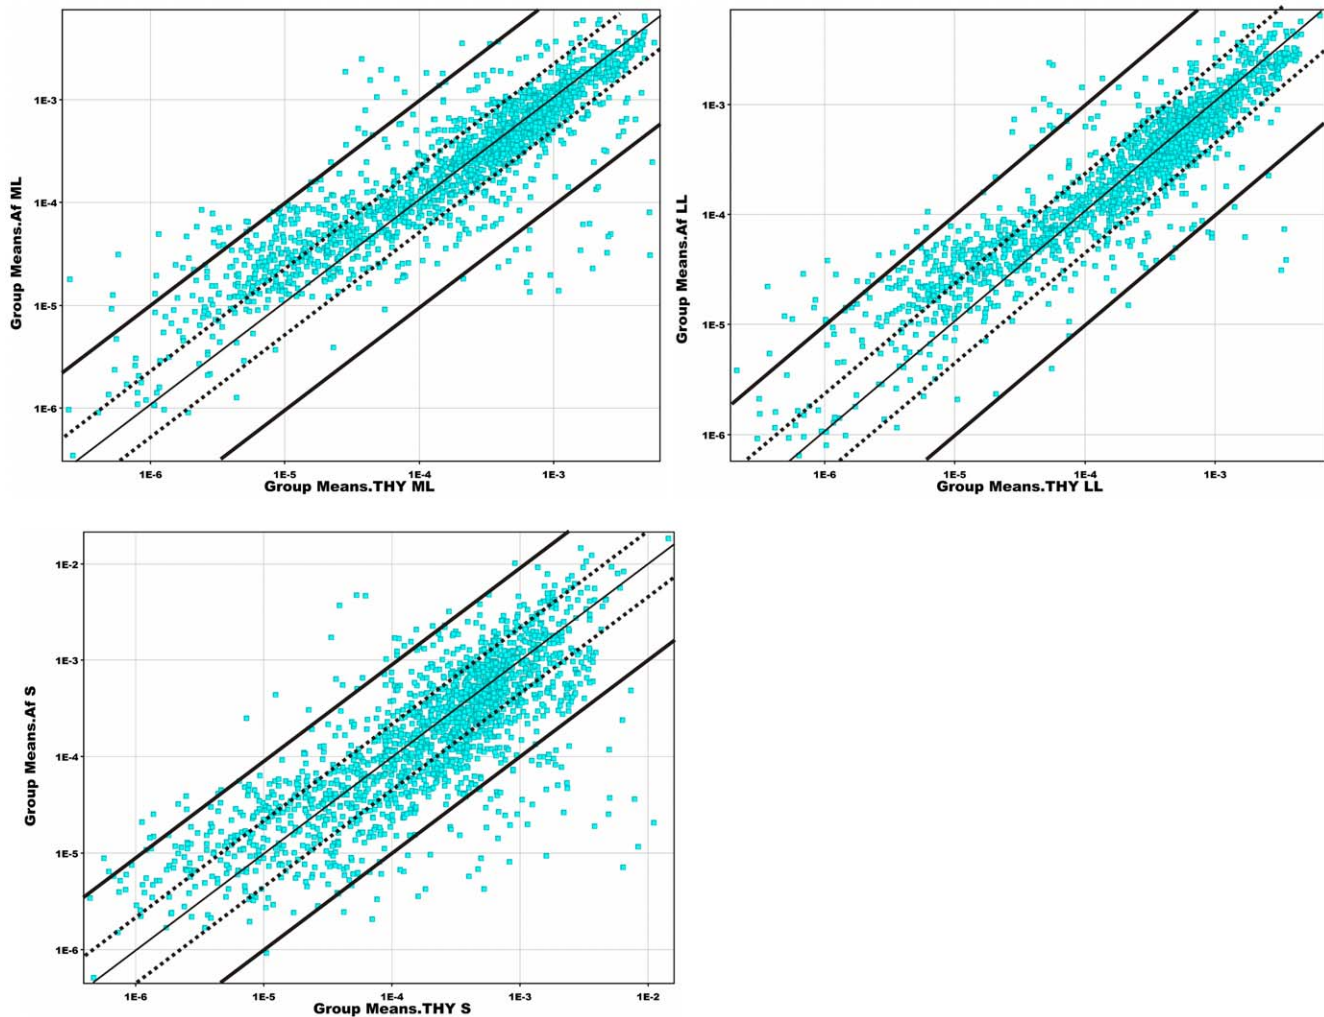 1E-3
1E-4
1E-5
1E-6
Group Means.Af ML
1E-6 1E-5 1E-4 1E-3
Group Means.THY ML
1E-3
1E-4
1E-5
1E-6
Group Means.Af LL
1E-6 1E-5 1E-4 1E-3
Group Means.THY LL
1E-2
1E-3
1E-4
1E-5
1E-6
Group Means.Af S
1E-6 1E-5 1E-4 1E-3 1E-2
Group Means.THY S